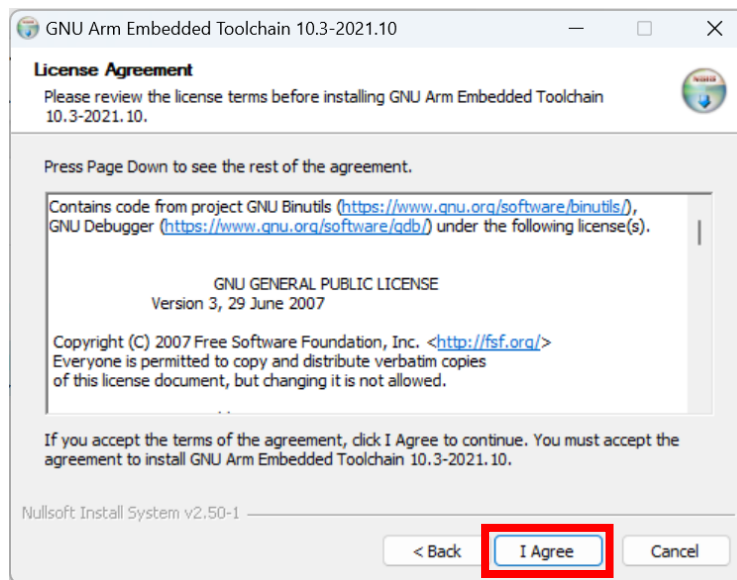 GNU Arm Embedded Toolchain 10.3-2021.10
License Agreement
Please review the license terms before installing GNU Arm Embedded Toolchain
10.3-2021.10.
Press Page Down to see the rest of the agreement.
Contains code from project GNU Binutils (https://www.gnu.org/software/binutils/),
GNU Debugger (https://www.gnu.org/software/gdb/) under the following license(s).
GNU GENERAL PUBLIC LICENSE
Version 3, 29 June 2007
Copyright (C) 2007 Free Software Foundation, Inc. <http://fsf.org/>
Everyone is permitted to copy and distribute verbatim copies
of this license document, but changing it is not allowed.
If you accept the terms of the agreement, click I Agree to continue. You must accept the
agreement to install GNU Arm Embedded Toolchain 10.3-2021.10.
Nullsoft Install System v2.50-1
< Back
I Agree
Cancel